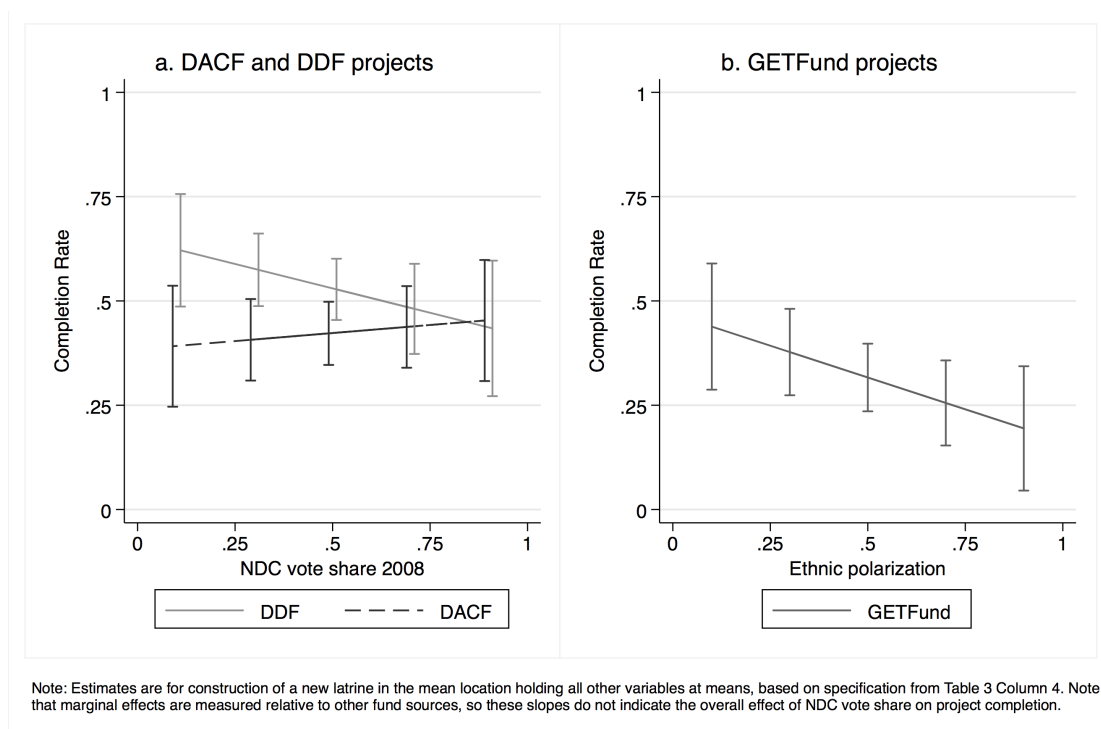 a. DACF and DDF projects
1
.75
.5
.25
0
Completion Rate
0 .25 .5 .75 1
NDC vote share 2008
DDF DACF
b. GETFund projects
1
.75
.5
.25
0
Completion Rate
0 .25 .5 .75 1
Ethnic polarization
GETFund
Note: Estimates are for construction of a new latrine in the mean location holding all other variables at means, based on specification from Table 3 Column 4. Note
that marginal effects are measured relative to other fund sources, so these slopes do not indicate the overall effect of NDC vote share on project completion.